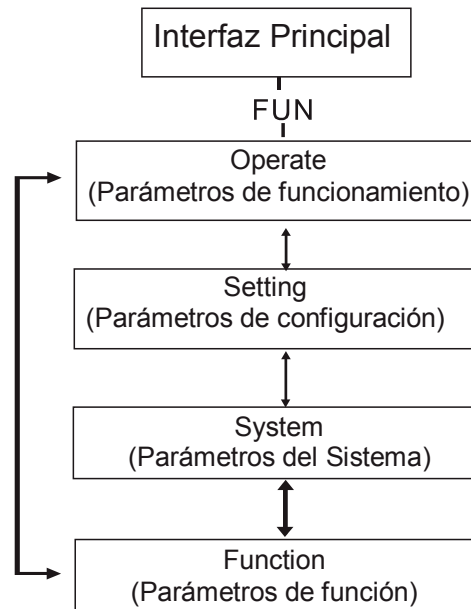 Interfaz Principal
FUN
Operate
(Parámetros de funcionamiento)
Setting
(Parámetros de configuración)
System
(Parámetros del Sistema)
Function
(Parámetros de función)